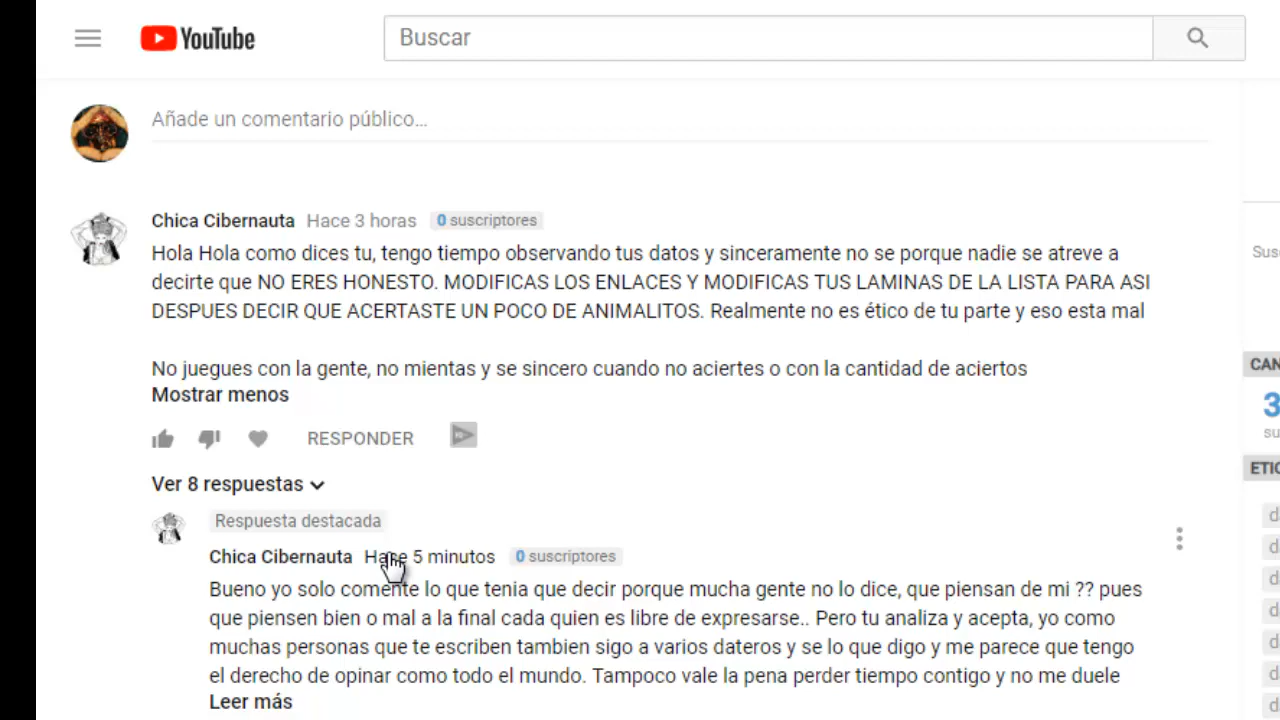 YouTube
Buscar
Añade un comentario público...
Chica Cibernauta Hace 3 horas 0 suscriptores
Hola Hola como dices tu, tengo tiempo observando tus datos y sinceramente no se porque nadie se atreve a
decirte que NO ERES HONESTO. MODIFICAS LOS ENLACES Y MODIFICAS TUS LAMINAS DE LA LISTA PARA ASI
DESPUES DECIR QUE ACERTASTE UN POCO DE ANIMALITOS. Realmente no es ético de tu parte y eso esta mal
No juegues con la gente, no mientas y se sincero cuando no aciertes o con la cantidad de aciertos
Mostrar menos
RESPONDER
Ver 8 respuestas
Respuesta destacada
Chica Cibernauta Hace 5 minutos 0 suscriptores
Bueno yo solo comente lo que tenia que decir porque mucha gente no lo dice, que piensan de mi ?? pues
que piensen bien o mal a la final cada quien es libre de expresarse.. Pero tu analiza y acepta, yo como
muchas personas que te escriben tambien sigo a varios dateros y se lo que digo y me parece que tengo
el derecho de opinar como todo el mundo. Tampoco vale la pena perder tiempo contigo y no me duele
Leer más
Sus
CAN
3
su
ETIC
d
d
d
d
d
d
d